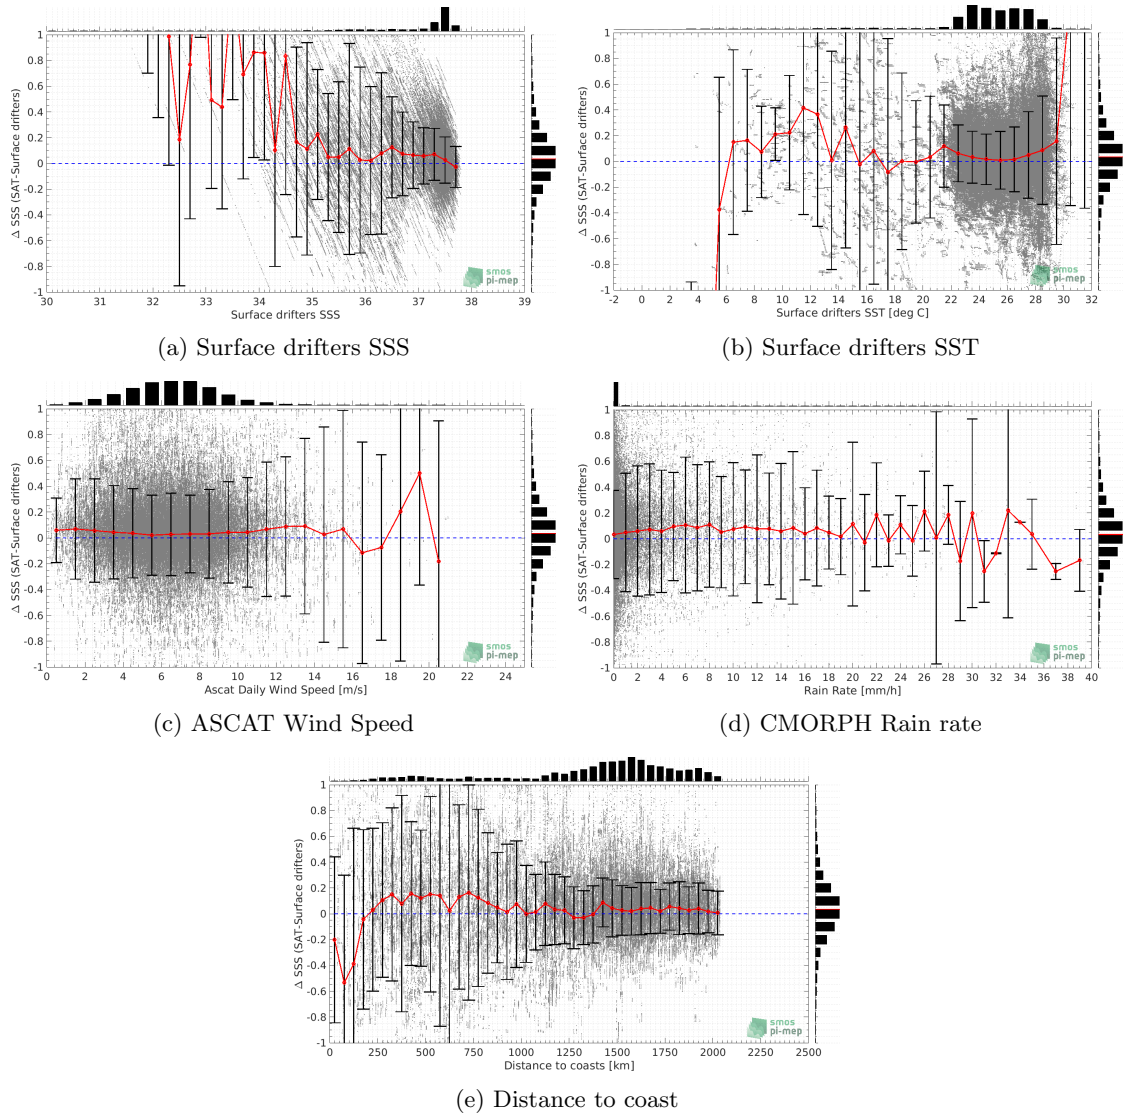 Δ SSS (SAT-Surface drifters)
1
0.8
0.6
0.4
0.2
0
-0.2
-0.4
-0.6
-0.8
-1
30 31 32 33 34 35 36 37 38 39
Surface drifters SSS
smos
pi-mep
(a) Surface drifters SSS
Δ SSS (SAT-Surface drifters)
1
0.8
0.6
0.4
0.2
0
-0.2
-0.4
-0.6
-0.8
-1
-2 0 2 4 6 8 10 12 14 16 18 20 22 24 26 28 30 32
Surface drifters SST [deg C]
smos
pi-mep
(b) Surface drifters SST
Δ SSS (SAT-Surface drifters)
1
0.8
0.6
0.4
0.2
0
-0.2
-0.4
-0.6
-0.8
-1
0 2 4 6 8 10 12 14 16 18 20 22 24
Ascat Daily Wind Speed [m/s]
smos
pi-mep
(c) ASCAT Wind Speed
Δ SSS (SAT-Surface drifters)
1
0.8
0.6
0.4
0.2
0
-0.2
-0.4
-0.6
-0.8
-1
0 2 4 6 8 10 12 14 16 18 20 22 24 26 28 30 32 34 36 38 40
Rain Rate [mm/h]
smos
pi-mep
(d) CMORPH Rain rate
Δ SSS (SAT-Surface drifters)
1
0.8
0.6
0.4
0.2
0
-0.2
-0.4
-0.6
-0.8
-1
0 250 500 750 1000 1250 1500 1750 2000 2250 2500
Distance to coasts [km]
smos
pi-mep
(e) Distance to coast